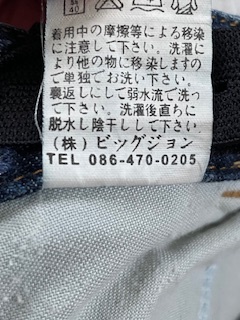 40
着用中の摩擦等による移染
に注意して下さい。洗濯に
より他の物に移染しますの
で単独でお洗い下さい。
裏返しにして弱水流で洗っ
て下さい。洗濯後直ちに
脱水し陰干しして下さい。
(株) ビッグジョン
TEL 086-470-0205